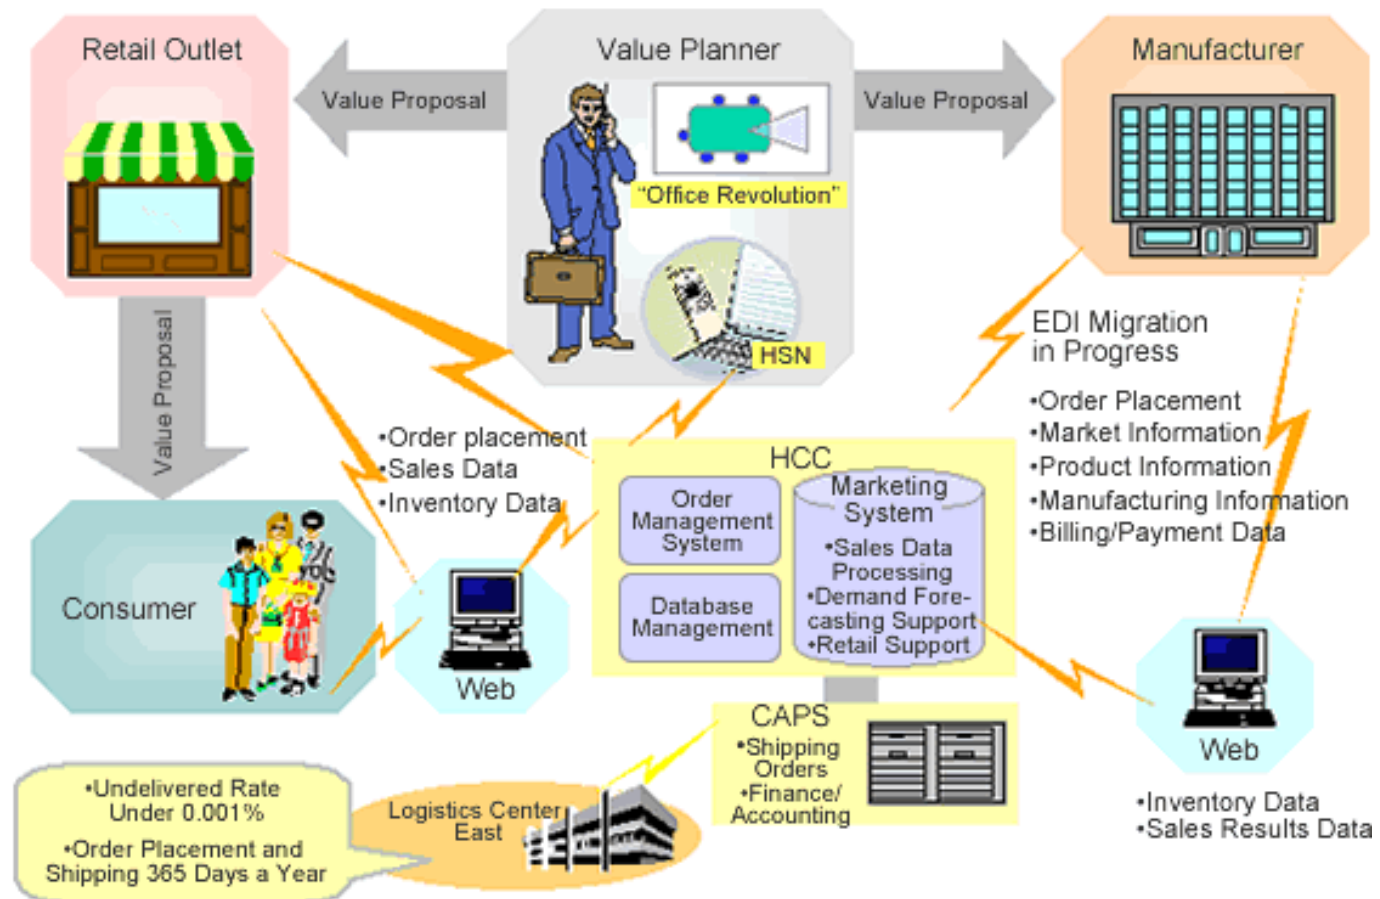 Retail Outlet
Value Proposal
Value Planner
"Office Revolution"
HSN
Value Proposal
Manufacturer
Value Proposal
EDI Migration
in Progress
•Order Placement
•Market Information
•Product Information
•Manufacturing Information
•Billing/Payment Data
•Order placement
•Sales Data
•Inventory Data
HCC
Order
Management
System
Database
Management
Marketing
System
•Sales Data
Processing
•Demand Fore-
casting Support
•Retail Support
Consumer
Web
CAPS
•Shipping
Orders
•Finance/
Accounting
Web
•Inventory Data
•Sales Results Data
•Undelivered Rate
Under 0.001%
•Order Placement and
Shipping 365 Days a Year
Logistics Center
East